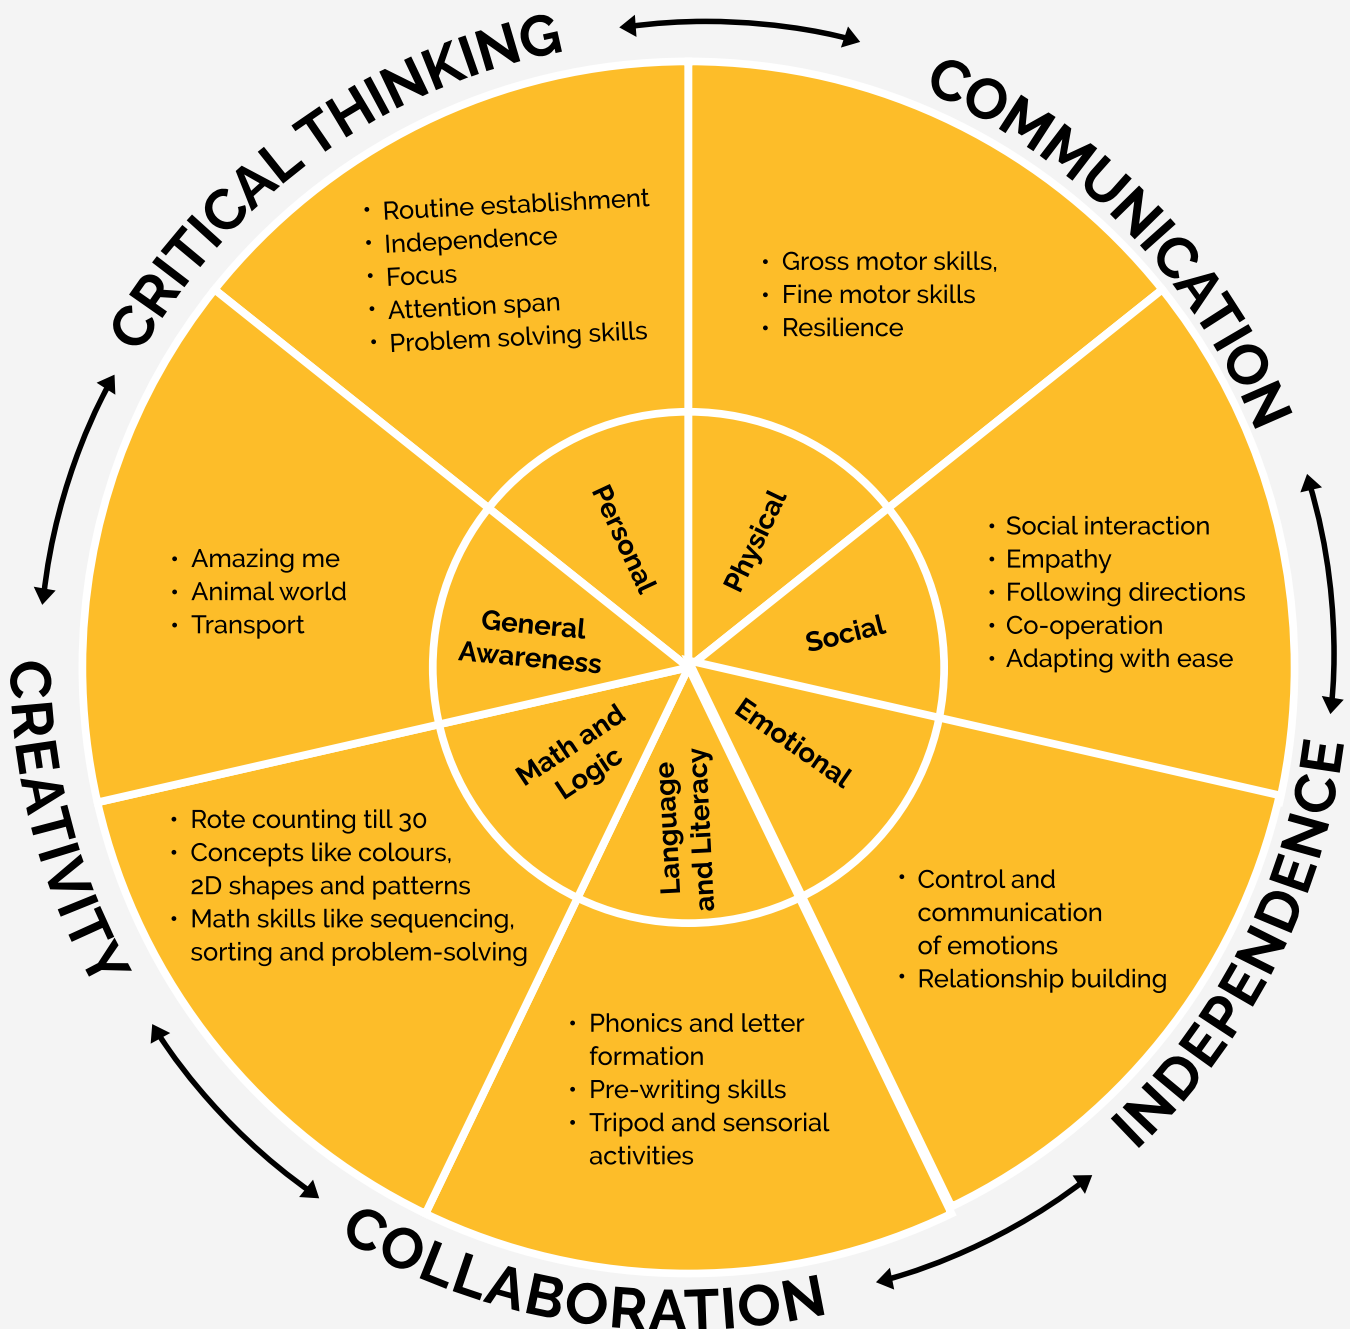 CRITICAL THINKING
COMMUNICATION
INDEPENDENCE
COLLABORATION
CREATIVITY
Personal
• Routine establishment
• Independence
• Focus
• Attention span
• Problem solving skills
Physical
• Gross motor skills,
• Fine motor skills
• Resilience
Social
• Social interaction
• Empathy
• Following directions
• Co-operation
• Adapting with ease
Emotional
• Control and
communication
of emotions
• Relationship building
Language
and Literacy
• Phonics and letter
formation
• Pre-writing skills
• Tripod and sensorial
activities
Math and
Logic
• Rote counting till 30
• Concepts like colours,
2D shapes and patterns
• Math skills like sequencing,
sorting and problem-solving
General
Awareness
• Amazing me
• Animal world
• Transport